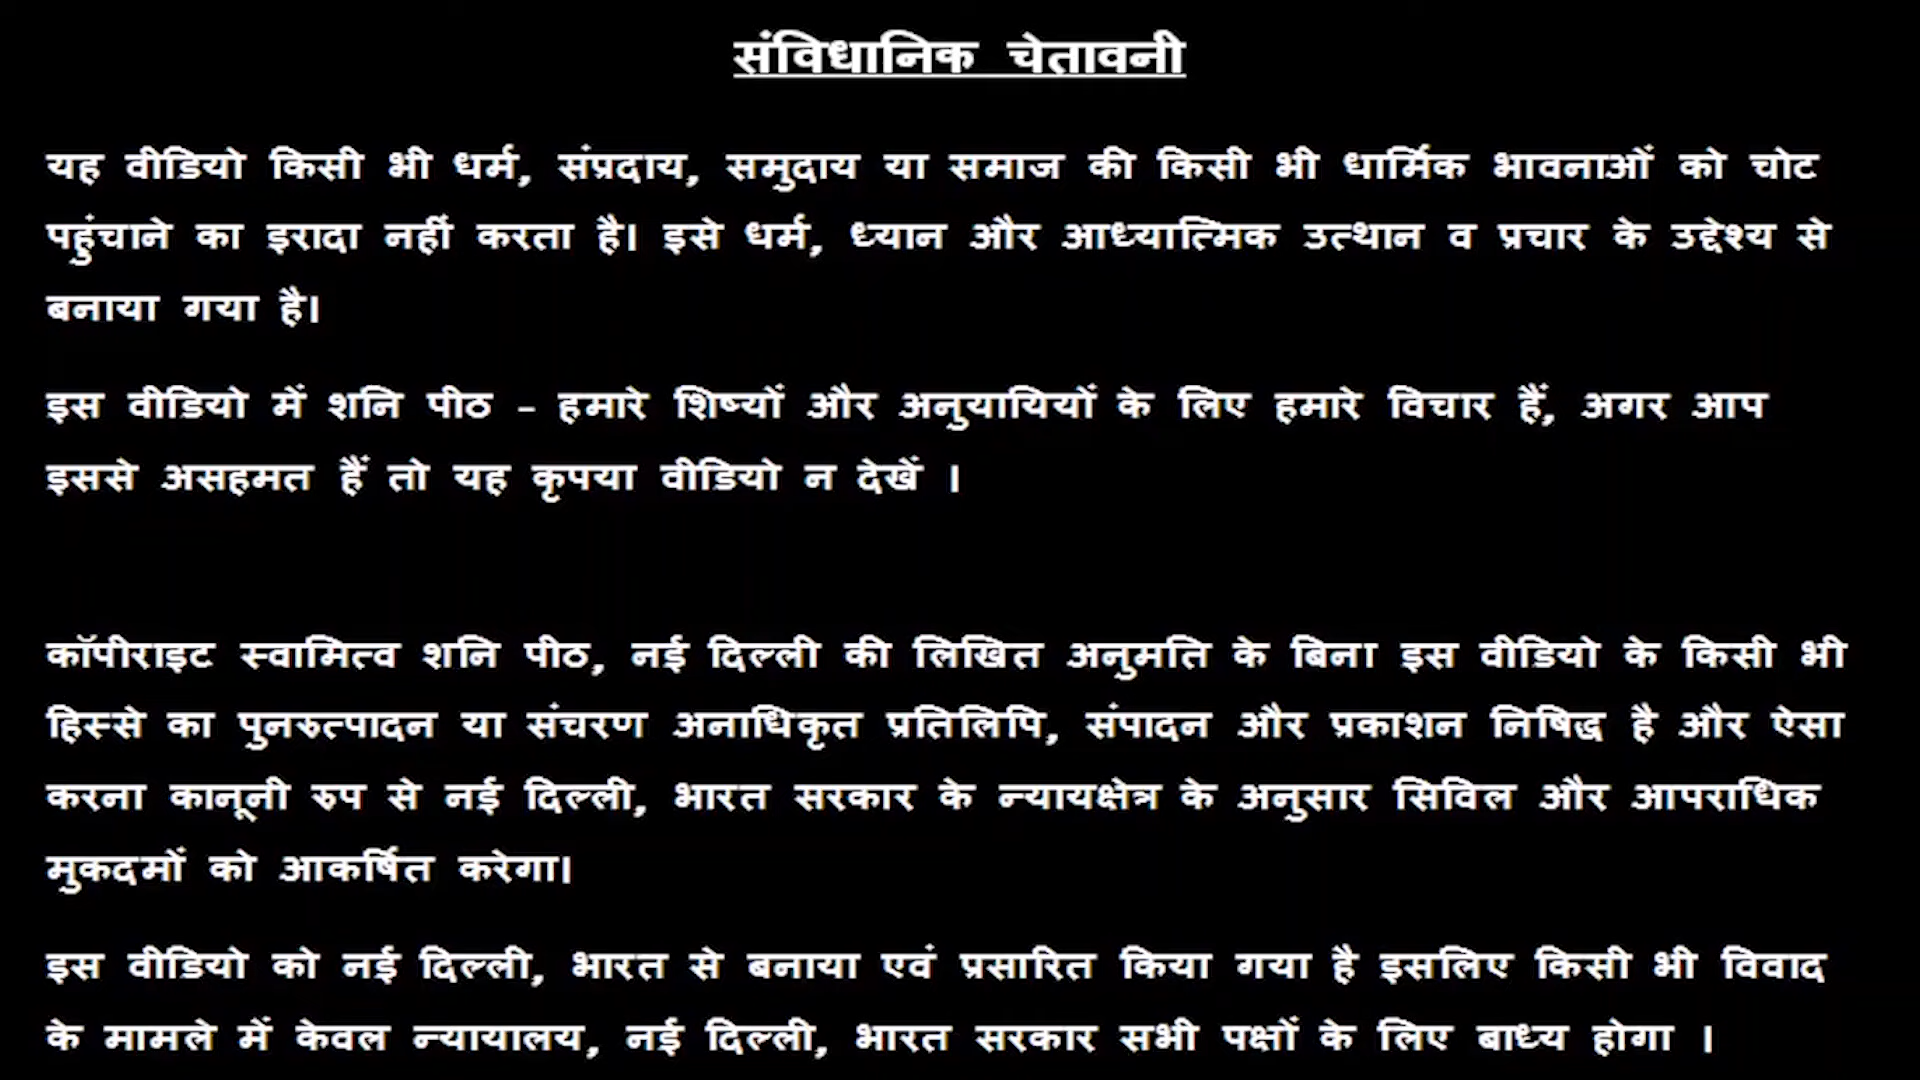 संविधानिक चेतावनी
यह वीडियो किसी भी धर्म, संप्रदाय, समुदाय या समाज की किसी भी धार्मिक भावनाओं को चोट
पहुंचाने का इरादा नहीं करता है। इसे धर्म, ध्यान और आध्यात्मिक उत्थान व प्रचार के उद्देश्य से
बनाया गया है।
इस वीडियो में शनि पीठ – हमारे शिष्यों और अनुयायियों के लिए हमारे विचार हैं, अगर आप
इससे असहमत हैं तो यह कृपया वीडियो न देखें ।
कॉपीराइट स्वामित्व शनि पीठ, नई दिल्ली की लिखित अनुमति के बिना इस वीडियो के किसी भी
हिस्से का पुनरुत्पादन या संचरण अनाधिकृत प्रतिलिपि, संपादन और प्रकाशन निषिद्ध है और ऐसा
करना कानूनी रुप से नई दिल्ली, भारत सरकार के न्यायक्षेत्र के अनुसार सिविल और आपराधिक
मुकदमों को आकर्षित करेगा।
इस वीडियो को नई दिल्ली, भारत से बनाया एवं प्रसारित किया गया है इसलिए किसी भी विवाद
के मामले में केवल न्यायालय, नई दिल्ली, भारत सरकार सभी पक्षों के लिए बाध्य होगा ।